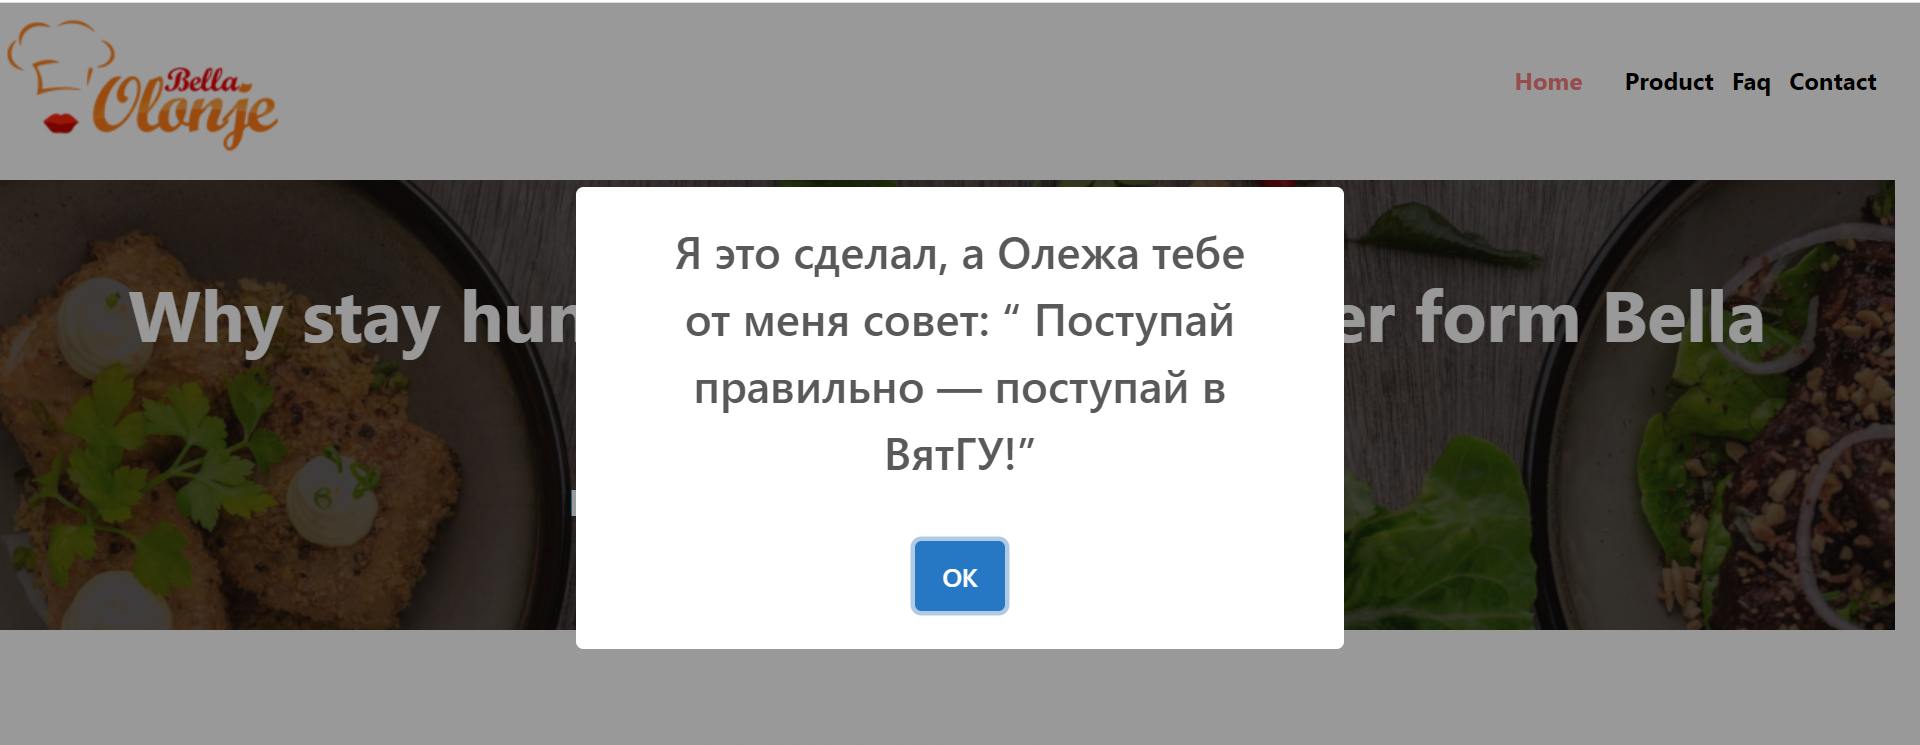 Bella
Olonje
Home Product Faq Contact
Я это сделал, а Олежа тебе
от меня совет: “ Поступай
правильно — поступай в
ВятГУ!”
Why stay hun er form Bella
OK